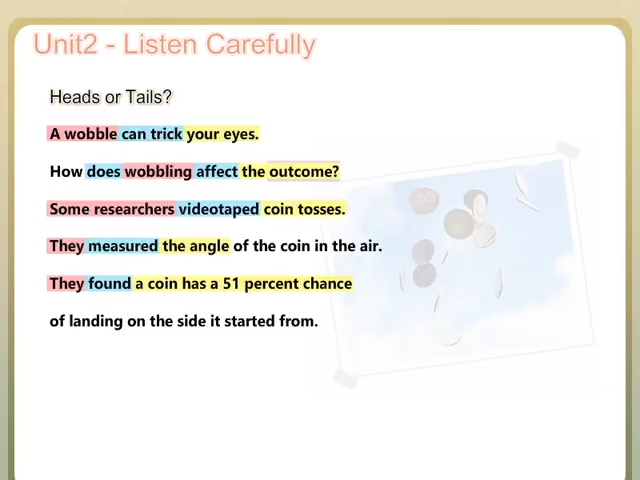 Unit2 - Listen Carefully
Heads or Tails?
A wobble can trick your eyes.
How does wobbling affect the outcome?
Some researchers videotaped coin tosses.
They measured the angle of the coin in the air.
They found a coin has a 51 percent chance
of landing on the side it started from.